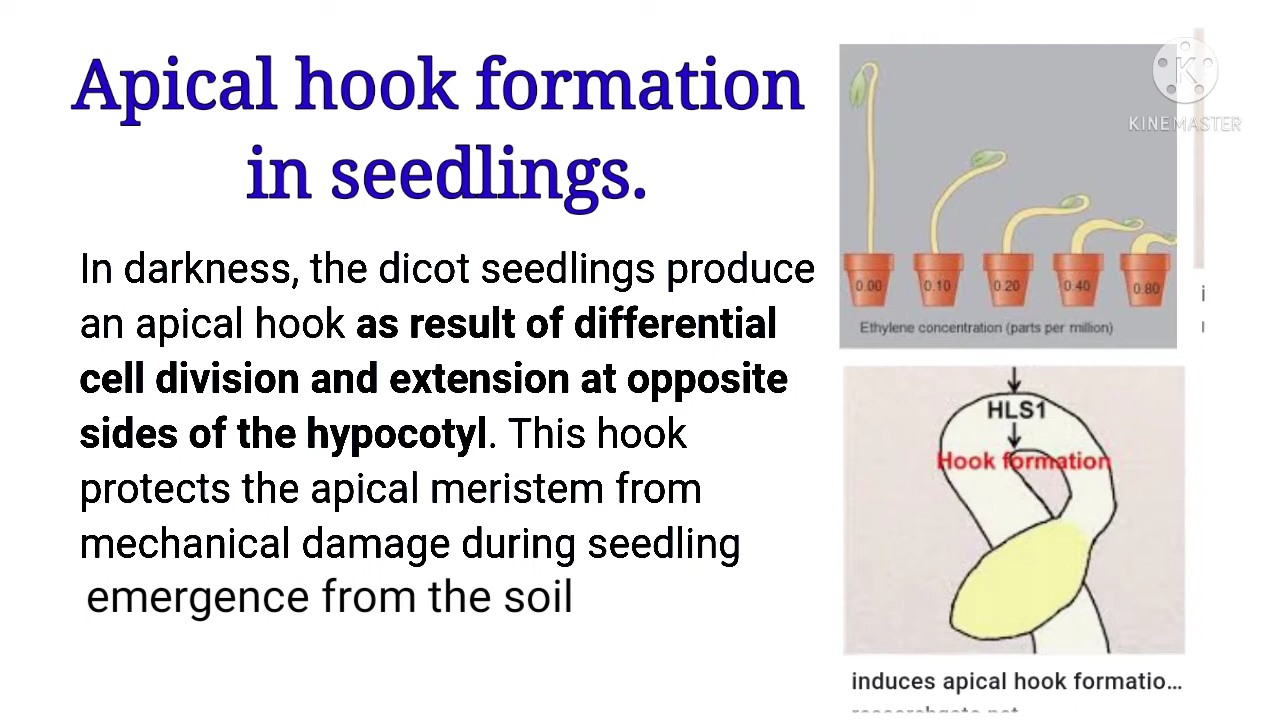 Apical hook formation
in seedlings.
In darkness, the dicot seedlings produce
an apical hook as result of differential
cell division and extension at opposite
sides of the hypocotyl. This hook
protects the apical meristem from
mechanical damage during seedling
emergence from the soil
K
KINEMASTER
0.00 0.10 0.20 0.40 0.80
Ethylene concentration (parts per million)
HLS1
Hook formation
induces apical hook formatio...